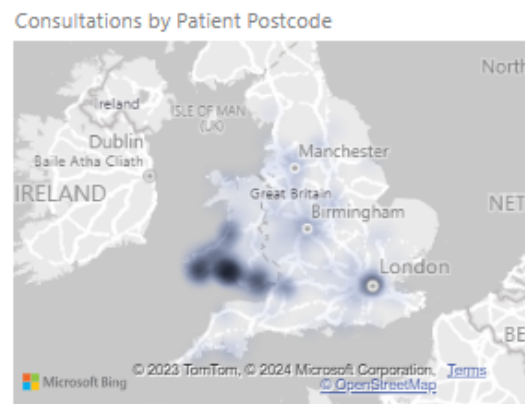 Consultations by Patient Postcode
North
Ireland
ISLE OF MAN
(UK)
Dublin
Baile Atha Cliath
Manchester
IRELAND
Great Britain
NET
Birmingham
London
BE
© 2023 TomTom, © 2024 Microsoft Corporation, Terms
Microsoft Bing
© OpenStreetMap